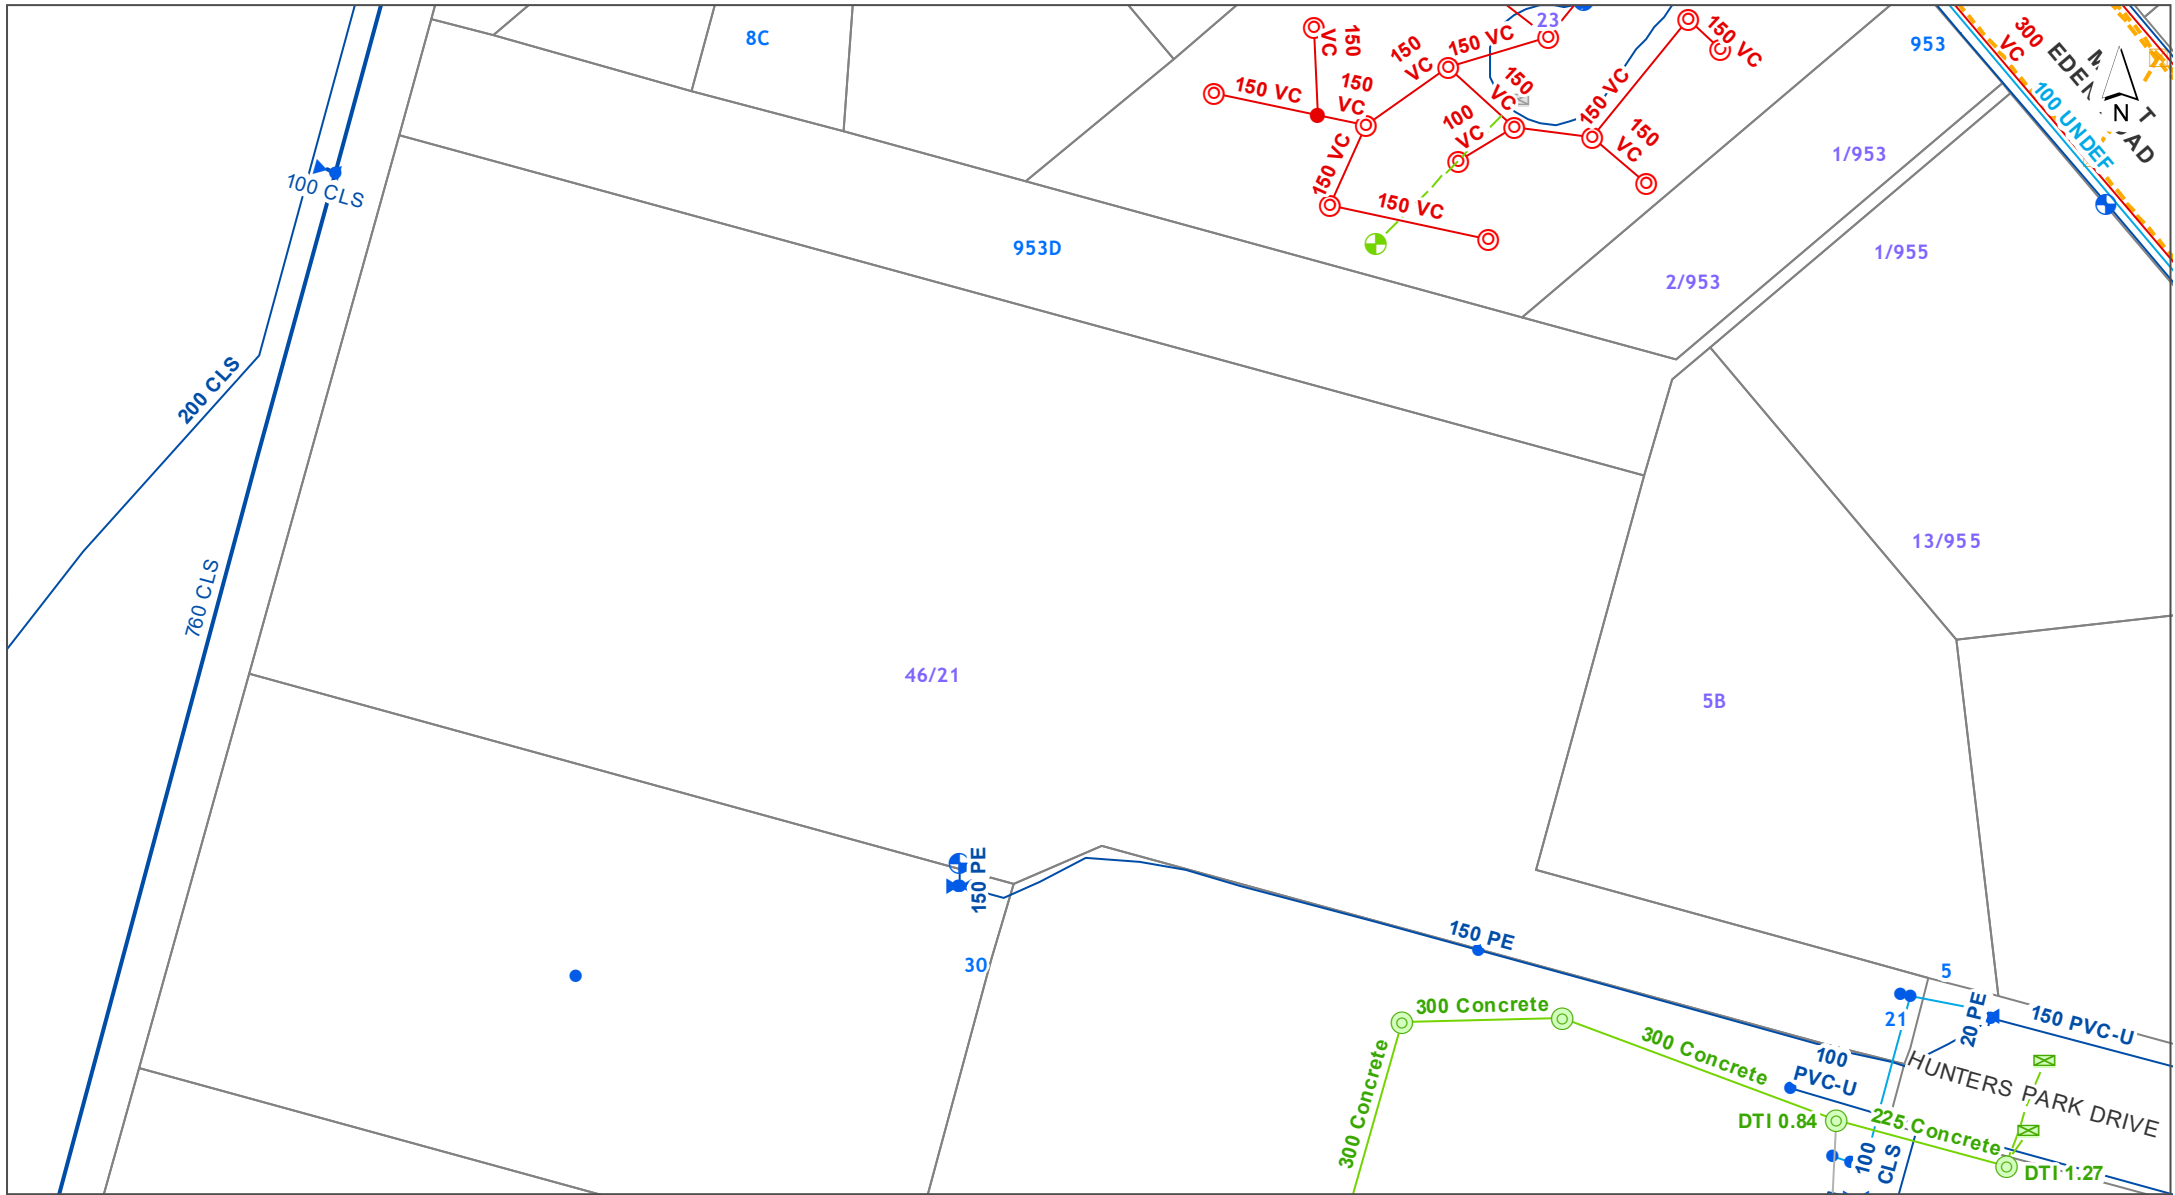 8C
150
VC
150 VC
150
VC
150
VC
150 VC
23
150
VC
100
VC
150 VC
150 VC
150
VC
150 VC
150 VC
953
300
VC
100 UNDEF
N
1/953
1/955
2/953
100 CLS
953D
200 CLS
760 CLS
13/955
46/21
5B
150 PE
150 PE
30
5
21
20 PE
150 PVC-U
300 Concrete
300 Concrete
300 Concrete
100
PVC-U
HUNTERS PARK DRIVE
DTI 0.84
225 Concrete
100
CLS
DTI 1.27